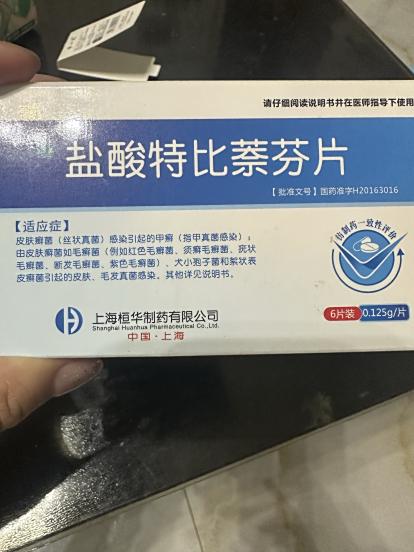 请仔细阅读说明书并在医师指导下使用
盐酸特比萘芬片
【批准文号】国药准字H20163016
【适应症】
皮肤癣菌（丝状真菌）感染引起的甲癣（指甲真菌感染）；
由皮肤癣菌如毛癣菌（例如红色毛癣菌、须癣毛癣菌、疣状
毛癣菌、断发毛癣菌、紫色毛癣菌）、犬小孢子菌和絮状表
皮癣菌引起的皮肤、毛发真菌感染。其他详见说明书。
仿制药一致性评价
6片装 0.125g/片
上海桓华制药有限公司
Shanghai Huanhua Pharmaceutical Co.,Ltd.
中国·上海